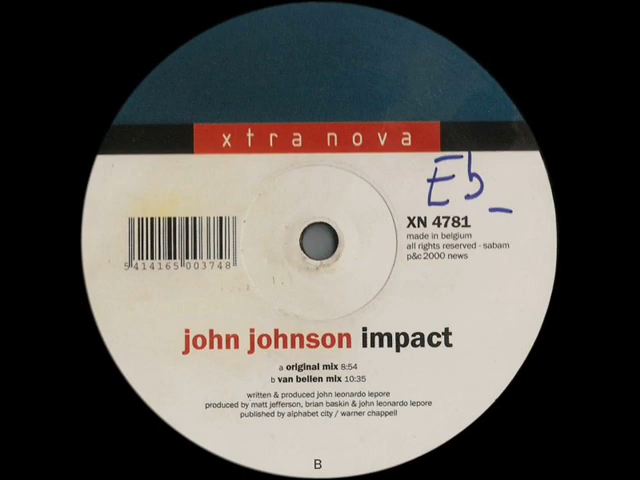 xtra nova
Eb_
XN 4781
made in belgium
all rights reserved - sabam
p&c 2000 news
5 414165 003748
john johnson impact
a original mix 8:54
b van bellen mix 10:35
written & produced john leonardo lepore
produced by matt jefferson, brian baskin & john leonardo lepore
published by alphabet city / warner chappell
B